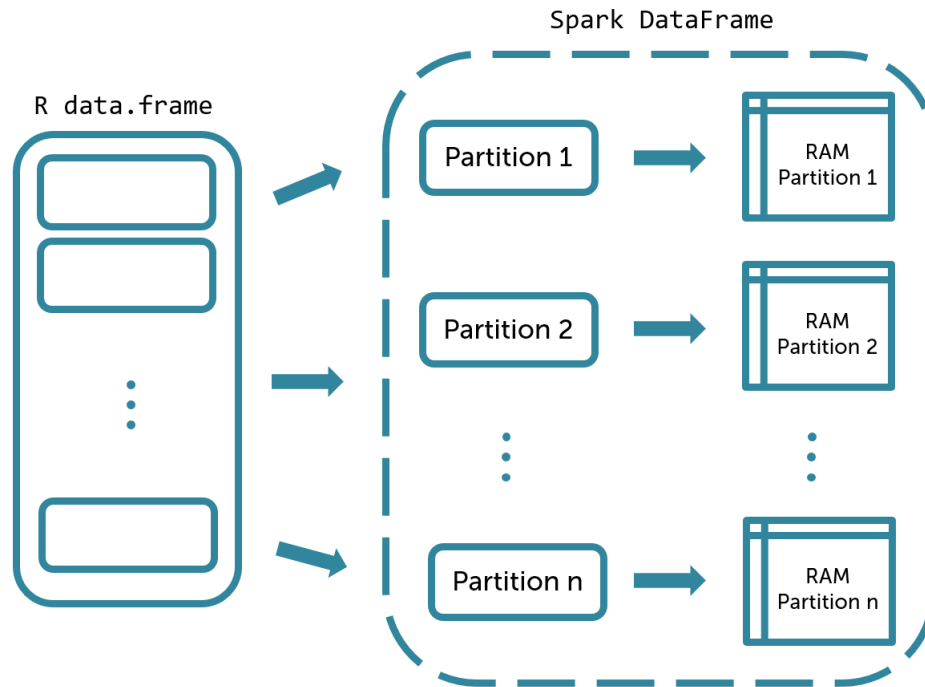 Spark DataFrame
R data.frame
Partition 1
RAM
Partition 1
Partition 2
RAM
Partition 2
Partition n
RAM
Partition n